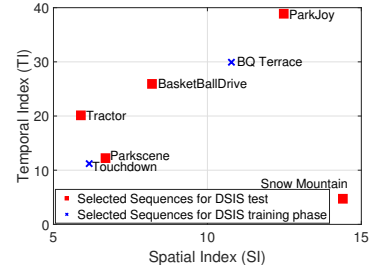 40
ParkJoy
30
BQ Terrace
BasketBallDrive
20
Tractor
Parkscene
10
Touchdown
Snow Mountain
Selected Sequences for DSIS test
Selected Sequences for DSIS training phase
0
5
10
15
Spatial Index (SI)
Temporal Index (TI)